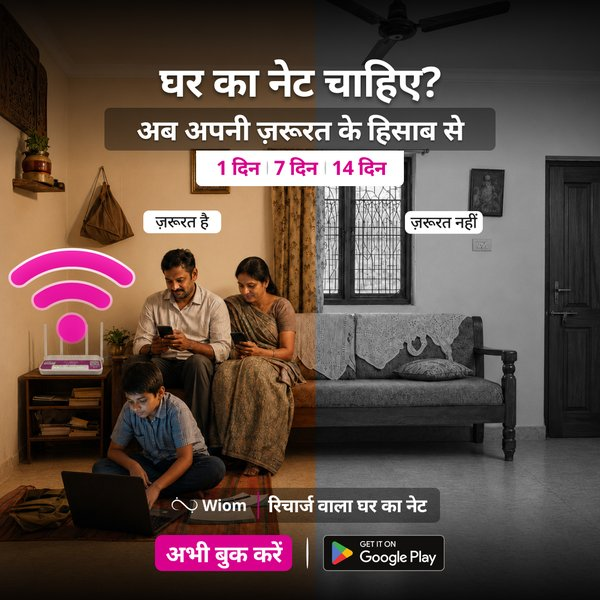 घर का नेट चाहिए?
अब अपनी ज़रूरत के हिसाब से
1 दिन | 7 दिन | 14 दिन
ज़रूरत है
ज़रूरत नहीं
Wiom | रिचार्ज वाला घर का नेट
अभी बुक करें
GET IT ON
Google Play